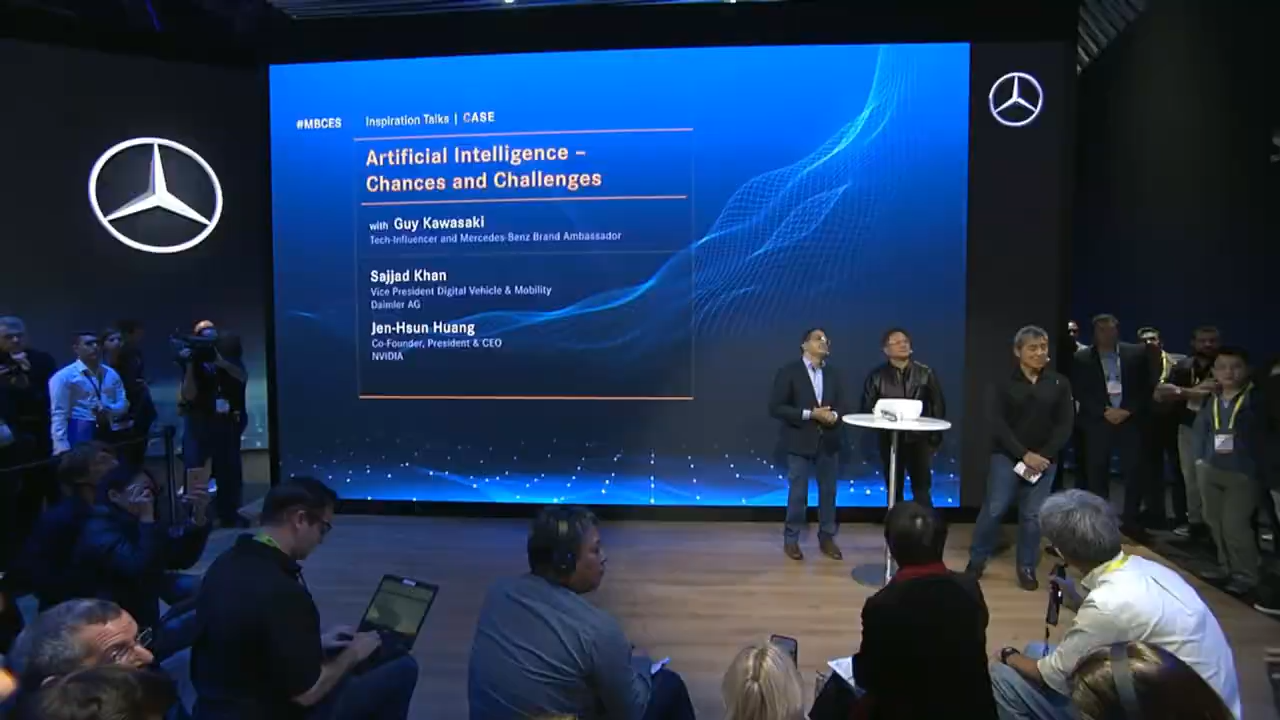 #MBCES Inspiration Talks | CASE
Artificial Intelligence –
Chances and Challenges
with Guy Kawasaki
Tech-Influencer and Mercedes-Benz Brand Ambassador
Sajjad Khan
Vice President Digital Vehicle & Mobility
Daimler AG
Jen-Hsun Huang
Co-Founder, President & CEO
NVIDIA